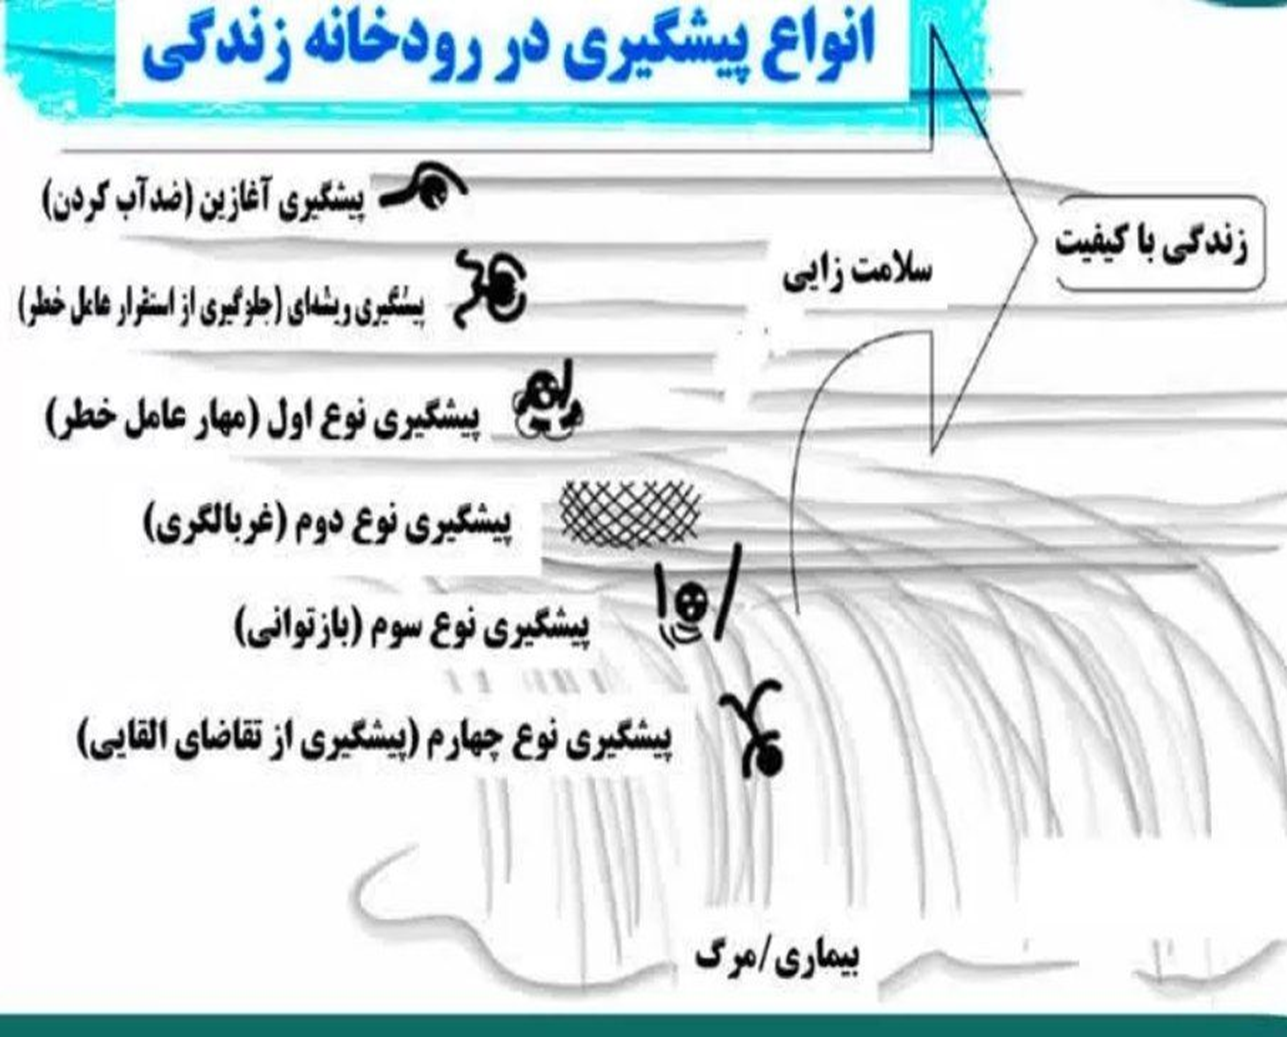 انواع پیشگیری در رودخانه زندگی
پیشگیری آغازین (ضدآب کردن)
زندگی با کیفیت
سلامت زایی
پیشگیری ریشه‌ای (جلوگیری از استقرار عامل خطر)
پیشگیری نوع اول (مهار عامل خطر)
پیشگیری نوع دوم (غربالگری)
پیشگیری نوع سوم (بازتوانی)
پیشگیری نوع چهارم (پیشگیری از تقاضای القایی)
بیماری/مرگ